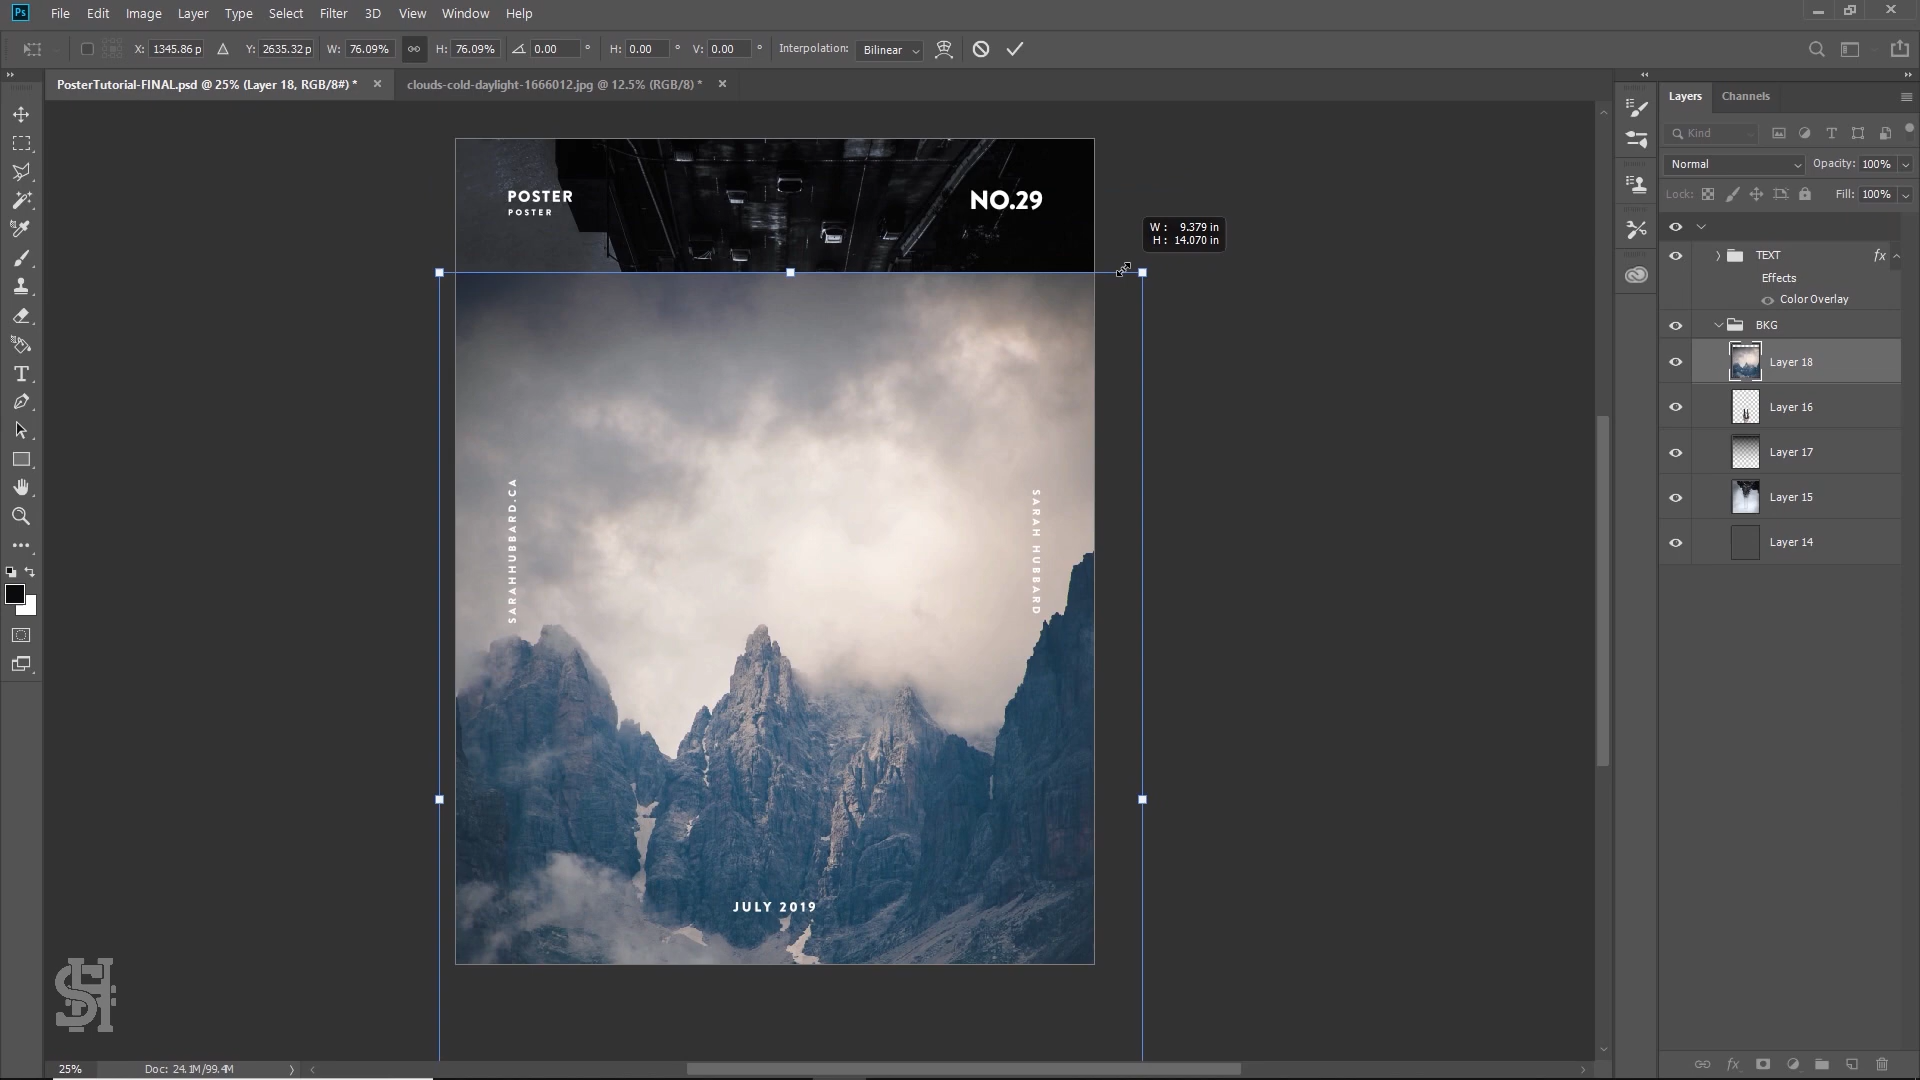 Ps File Edit Image Layer Type Select Filter 3D View Window Help
X: 1345.86 p Y: 2635.32 p W: 76.09% H: 76.09% 0.00 ° H: 0.00 ° V: 0.00 ° Interpolation: Bilinear
PosterTutorial-FINAL.psd @ 25% (Layer 18, RGB/8#) * clouds-cold-daylight-1666012.jpg @ 12.5% (RGB/8) *
POSTER
POSTER
NO.29
W : 9.379 in
H : 14.070 in
SARAHHUBBARD.CA
SARAH HUBBARD
JULY 2019
SH
25% Doc: 24.1M/99.4M
Layers Channels
Kind
Normal Opacity: 100%
Lock: Fill: 100%
TEXT fx
Effects
Color Overlay
BKG
Layer 18
Layer 16
Layer 17
Layer 15
Layer 14
fx